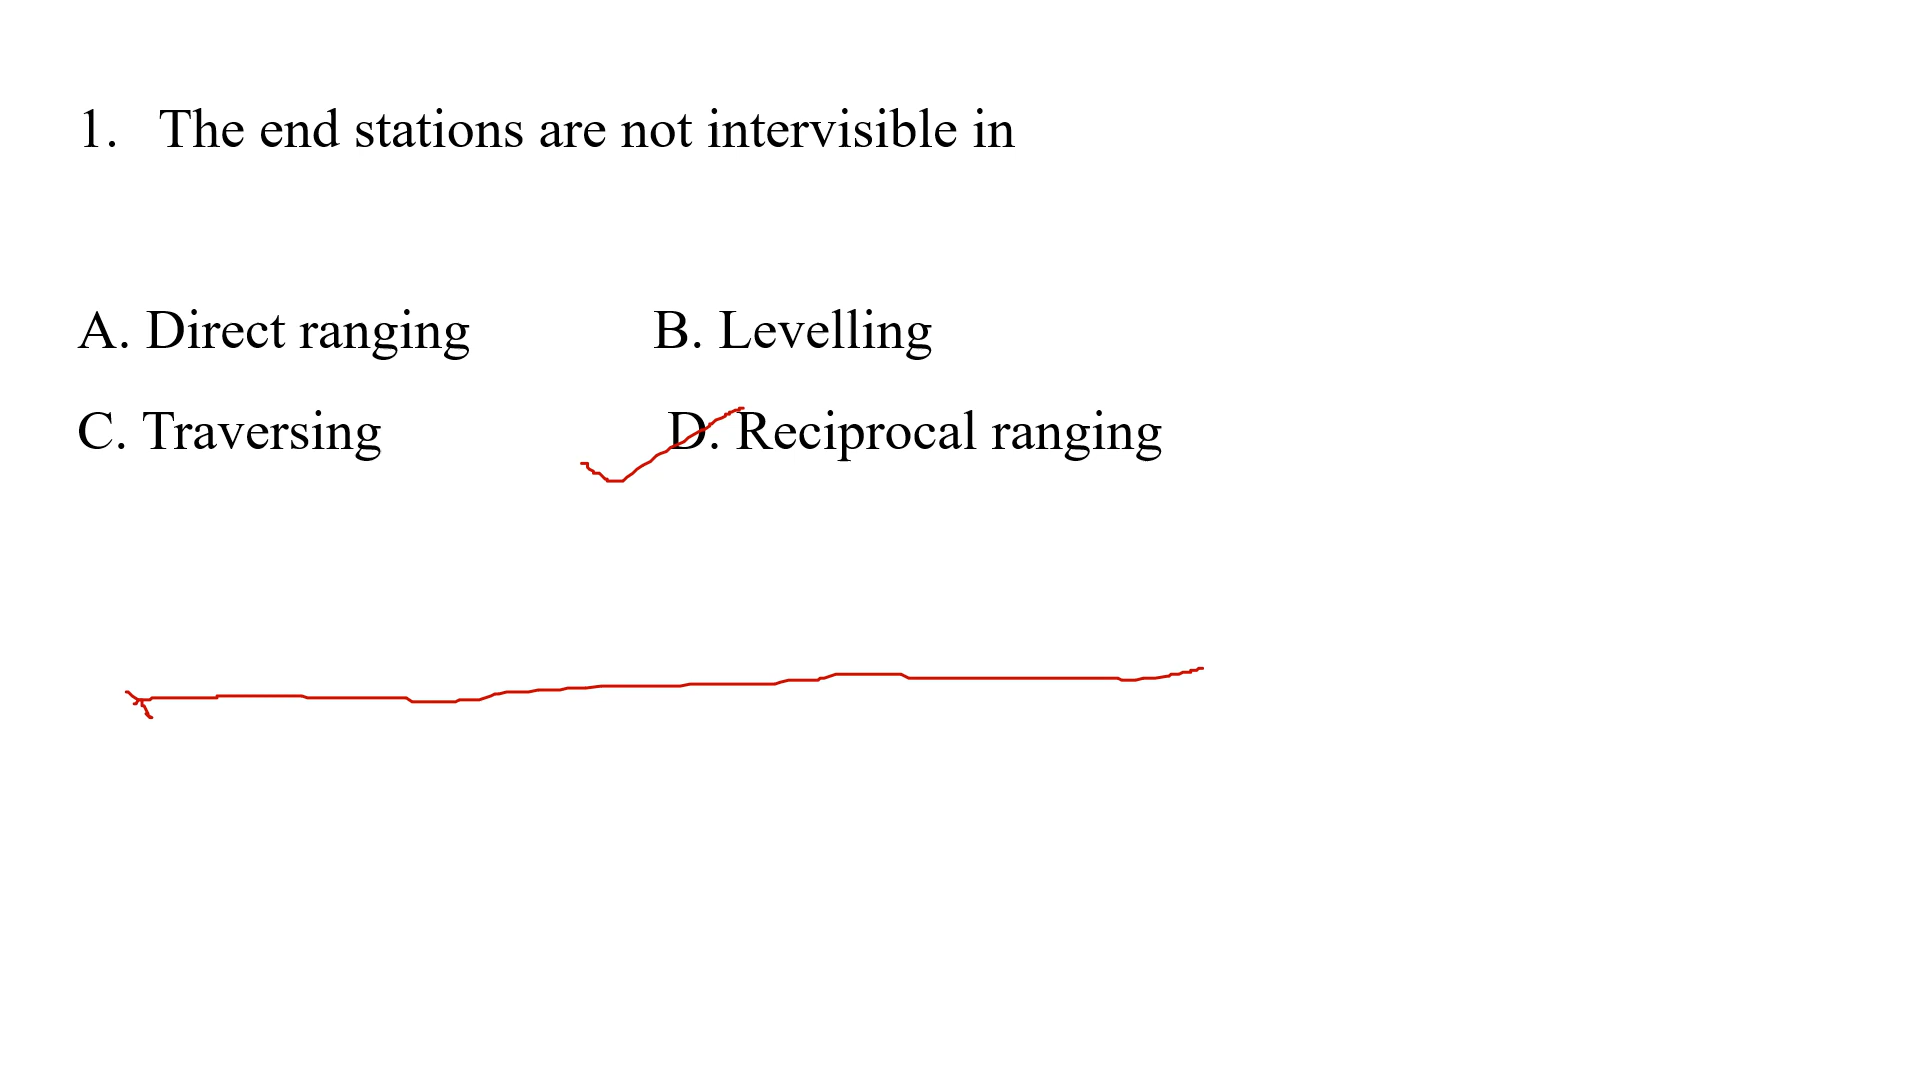 1. The end stations are not intervisible in
A. Direct ranging B. Levelling
C. Traversing D. Reciprocal ranging